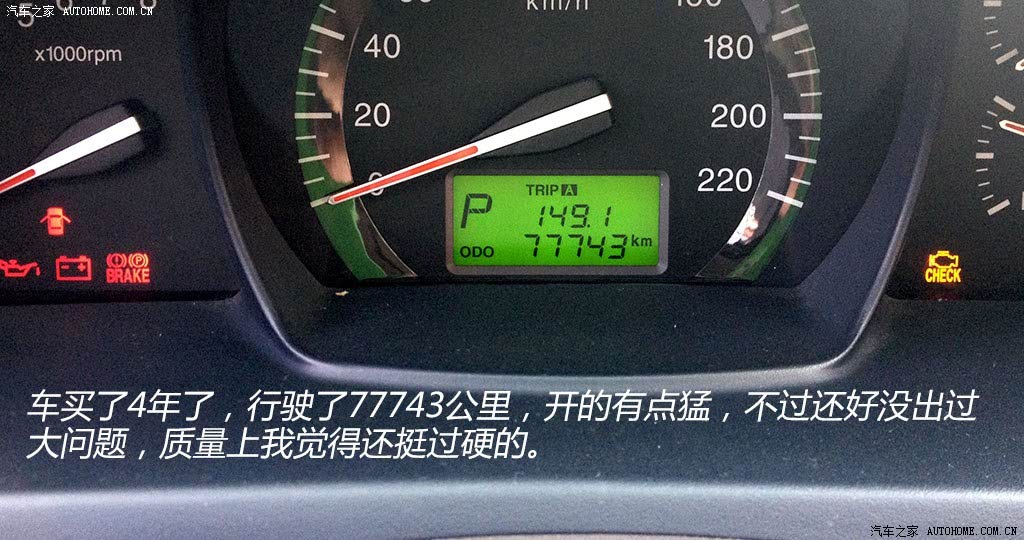 汽车之家 AUTOHOME.COM.CN
x1000rpm
km/h
40
180
20
200
0
220
TRIP A
P
149.1
ODO 77743 km
BRAKE
CHECK
车买了4年了，行驶了77743公里，开的有点猛，不过还好没出过
大问题，质量上我觉得还挺过硬的。
汽车之家 AUTOHOME.COM.CN